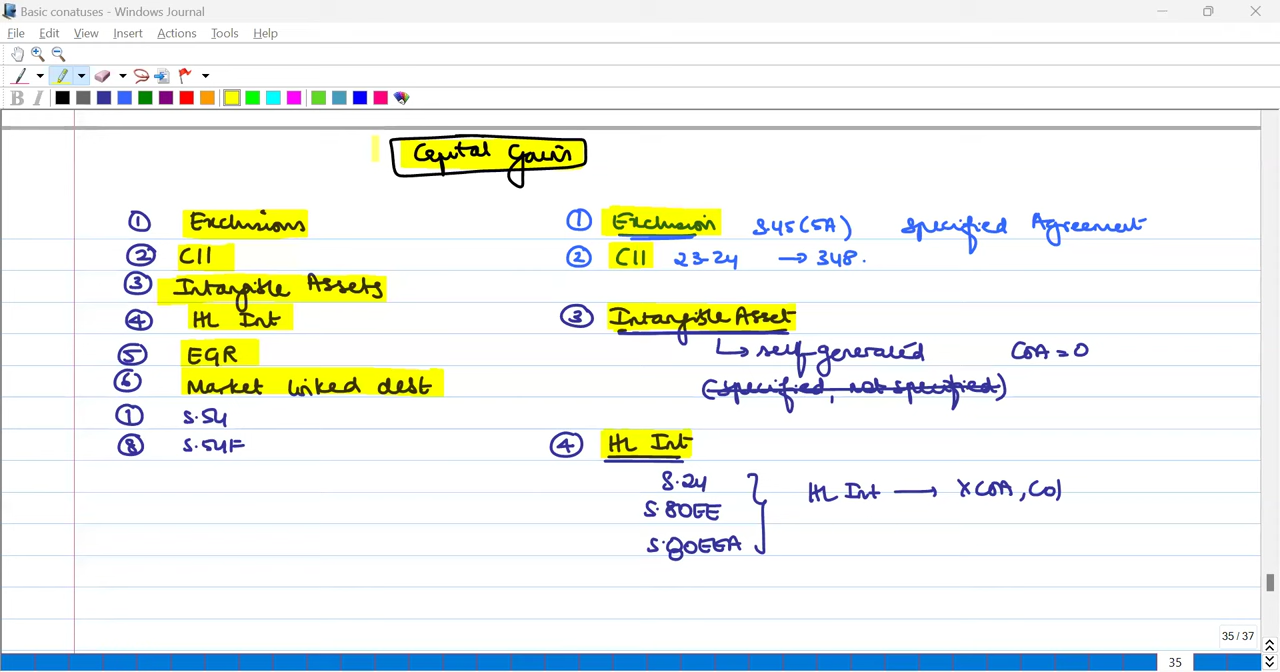 Basic conatuses - Windows Journal
File Edit View Insert Actions Tools Help
B I
Capital Gain
① Exclusions
② CII
③ Intangible Assets
④ HL Int
⑤ EGR
⑥ Market linked debt
① S.54
⑧ S.54F
① Exclusion S.45(5A) Specified Agreement
② CII 23-24 → 348.
③ Intangible Asset
↳ self-generated COA = 0
(specified, not specified)
④ HL Int
S.24
S.80EE
S.80EEA
HL Int → X COA, COI
35/37
35